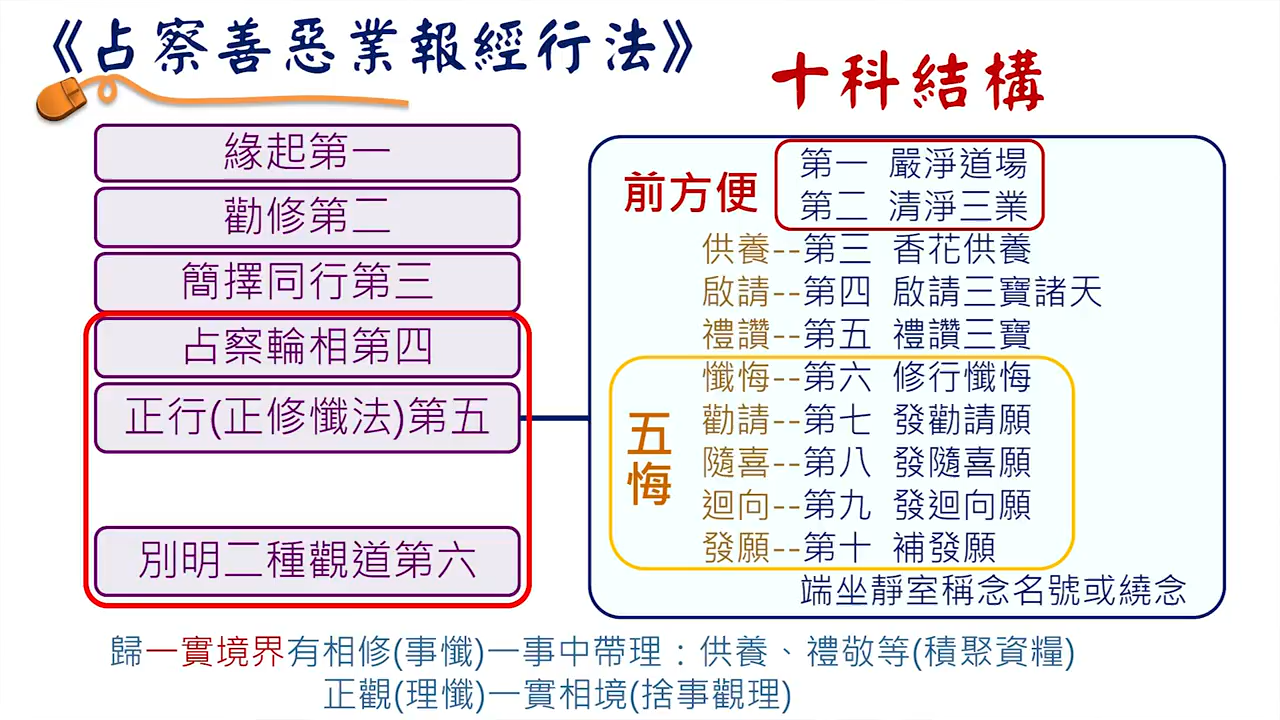 《占察善惡業報經行法》
十科結構
緣起第一
勸修第二
簡擇同行第三
占察輪相第四
正行(正修懺法)第五
別明二種觀道第六
前方便
第一 嚴淨道場
第二 清淨三業
供養--第三 香花供養
啟請--第四 啟請三寶諸天
禮讚--第五 禮讚三寶
五悔
懺悔--第六 修行懺悔
勸請--第七 發勸請願
隨喜--第八 發隨喜願
迴向--第九 發迴向願
發願--第十 補發願
端坐靜室稱念名號或繞念
歸一實境界有相修(事懺)一事中帶理：供養、禮敬等(積聚資糧)
正觀(理懺)一實相境(捨事觀理)